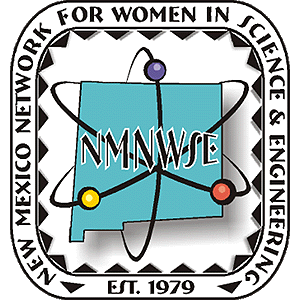 NEW MEXICO NETWORK FOR WOMEN IN SCIENCE & ENGINEERING
NMNWSE
EST. 1979